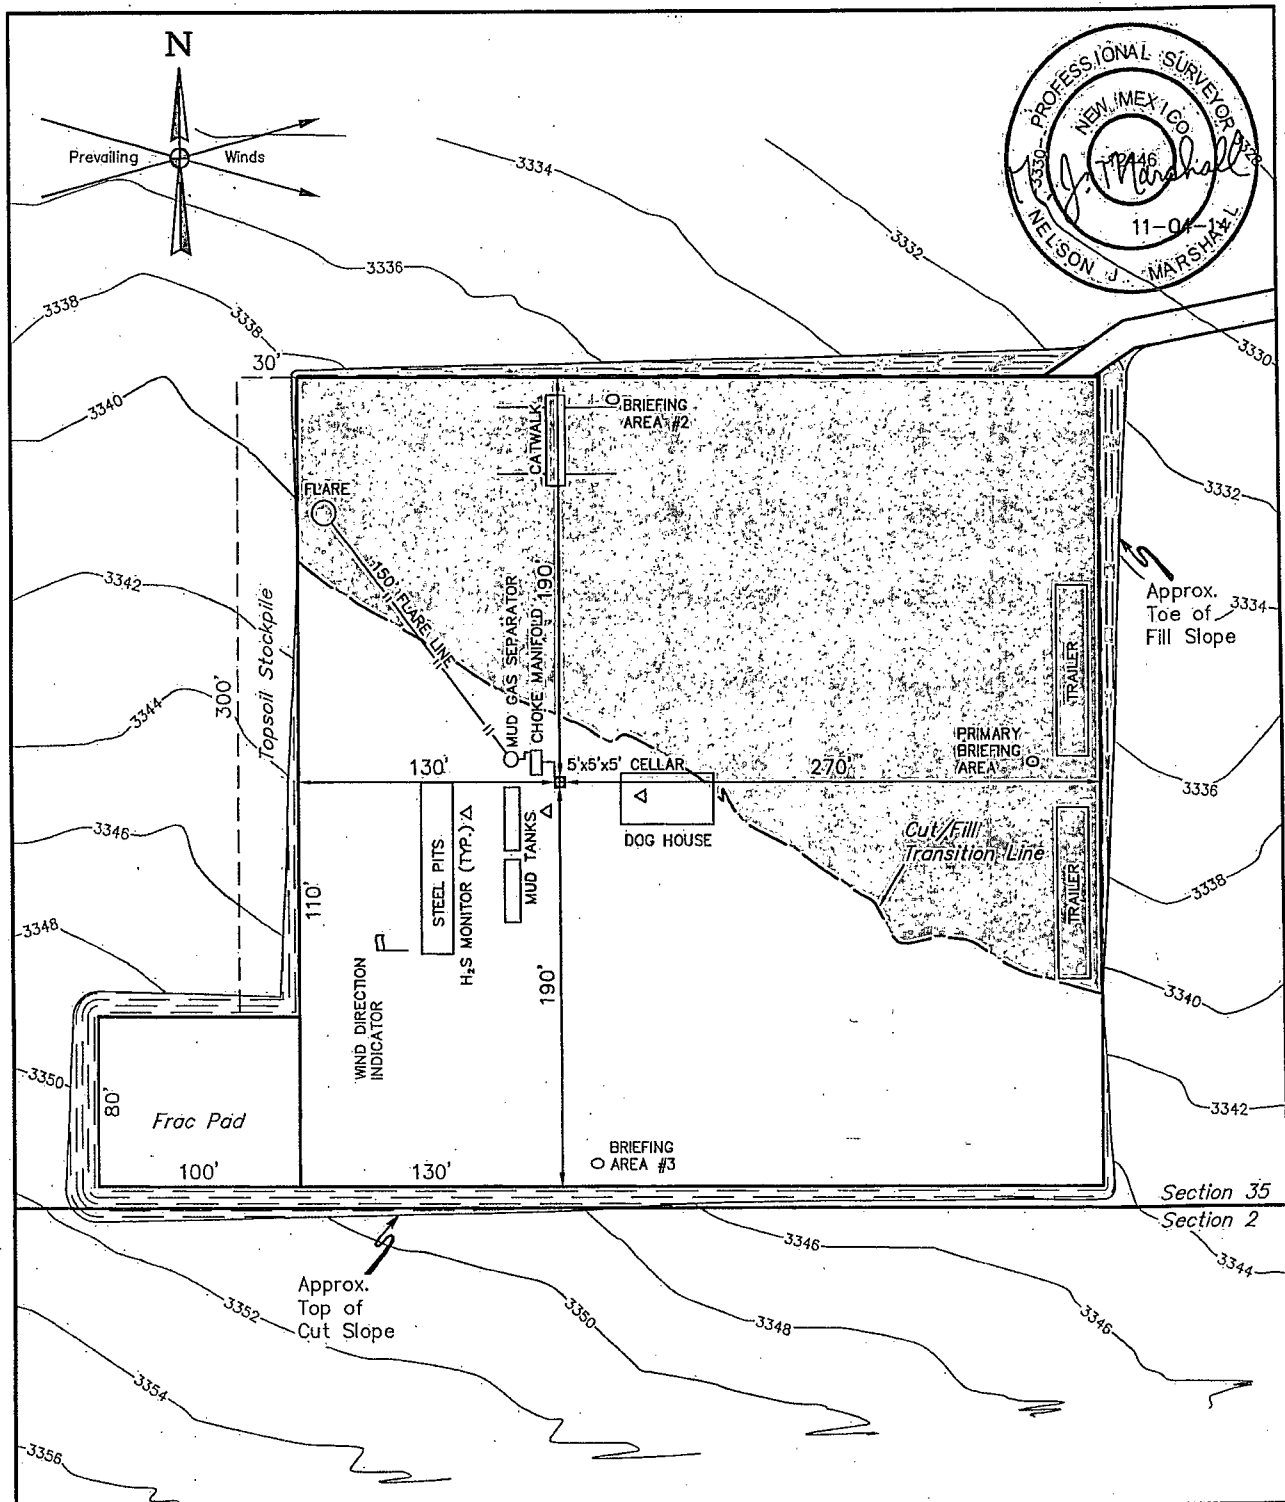 N
Prevailing Winds
PROFESSIONAL SURVEYOR
NEW MEXICO
N. J. Marshall
NELSON J. MARSHALL
3334
3332
3330
3336
3338
3338
3330
30'
3340
CATWALK
BRIEFING
AREA #2
FLARE
3332
3342
150' FLARE LINE
MUD GAS SEPARATOR
CHOKE MANIFOLD
190'
Approx.
Toe of
Fill Slope
3334
Topsoil Stockpile
300'
TRAILER
3344
PRIMARY
BRIEFING
AREA
130'
5'x5'x5' CELLAR
270'
3336
3346
STEEL PITS
H₂S MONITOR (TYP.)
MUD TANKS
DOG HOUSE
Cut/Fill
Transition Line
TRAILER
3338
110'
3348
190'
3340
WIND DIRECTION
INDICATOR
3350
80'
Frac Pad
3342
100'
130'
BRIEFING
AREA #3
Section 35
Section 2
3346
3344
Approx.
Top of
Cut Slope
3352
3350
3348
3346
3354
3356